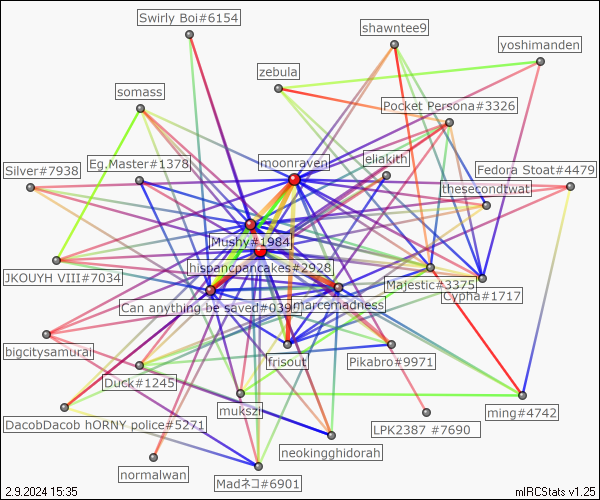 Swirly Boi#6154
shawntee9
yoshimanden
zebula
somass
Pocket Persona#3326
Eg.Master#1378
moonraven
eliakith
Silver#7938
Fedora Stoat#4479
thesecondtwat
Mushy#1984
hispancpancakes#2928
JKOUYH VIII#7034
Majestic#3375
Cypha#1717
Can anything be saved#039
marcemadness
bigcitysamurai
frisout
Pikabro#9971
Duck#1245
mukszi
ming#4742
DacobDacob hORNY police#5271
LPK2387 #7690
neokingghidorah
normalwan
Madネコ#6901
2.9.2024 15:35
mIRCStats v1.25